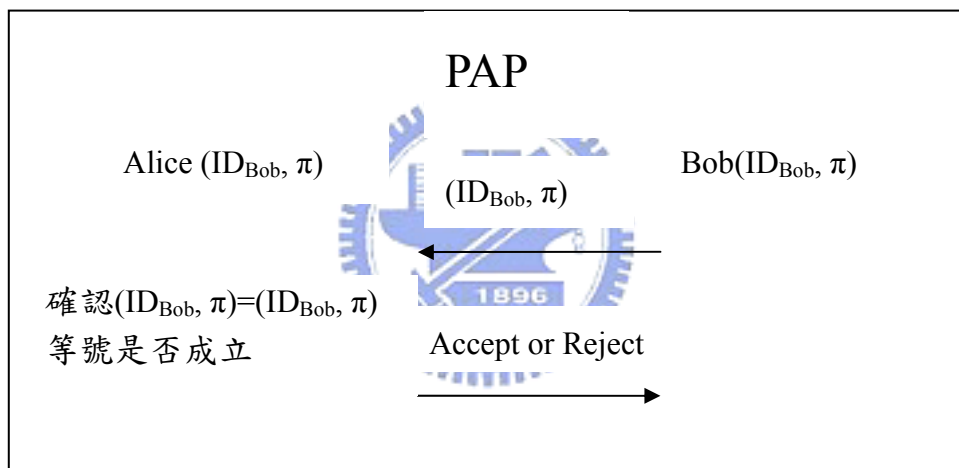 PAP
Alice (ID_Bob, π)
Bob(ID_Bob, π)
(ID_Bob, π)
確認(ID_Bob, π)=(ID_Bob, π)
等號是否成立
1896
Accept or Reject